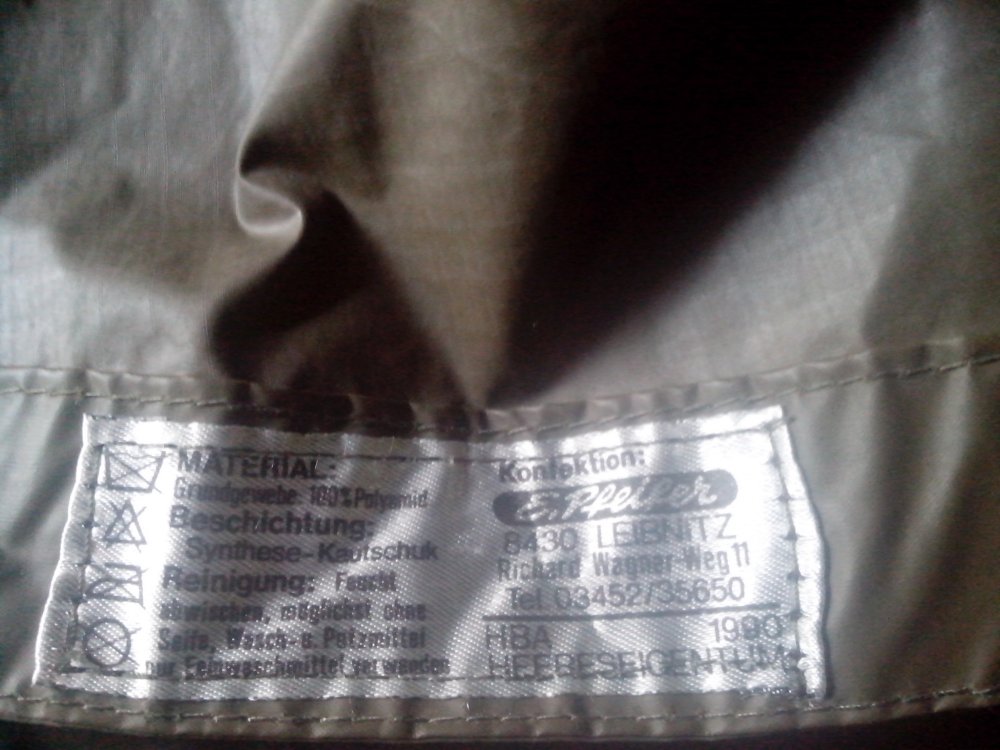 MATERIAL:
Grundgewebe: 100% Polyamid
Beschichtung:
Synthese-Kautschuk
Reinigung: Feucht
abwischen, möglichst ohne
Seife, Wasch- u. Putzmittel
nur Feinwaschmittel verwenden
Konfektion:
E. Pfeiler
8430 LEIBNITZ
Richard Wagner-Weg 11
Tel 03452/35650
HBA 1990
HEERESEIGENTUM